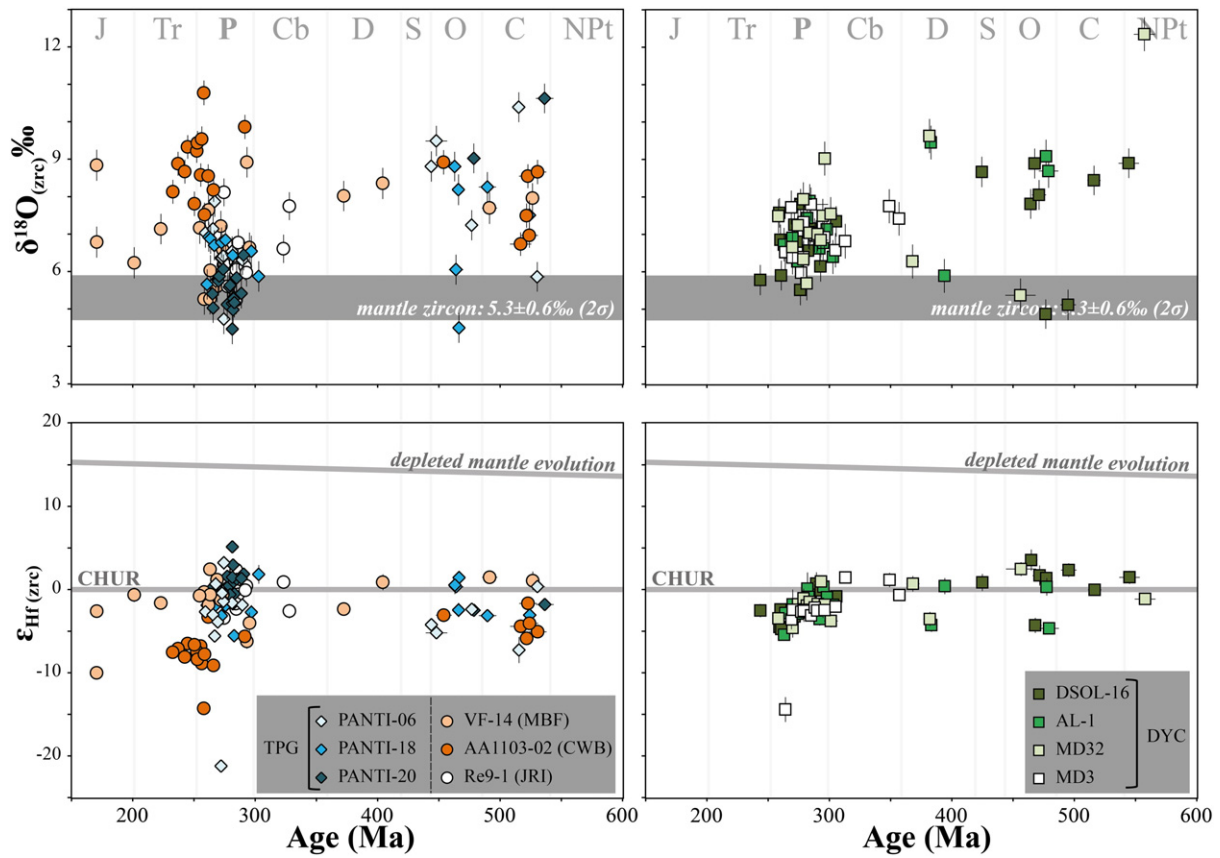 J Tr P Cb D S O C NPt
J Tr P Cb D S O C NPt
12
9
6
3
δ18O(zrc)‰
mantle zircon: 5.3±0.6‰ (2σ)
mantle zircon: 5.3±0.6‰ (2σ)
20
10
0
-10
-20
εHf (zrc)
depleted mantle evolution
CHUR
depleted mantle evolution
CHUR
TPG
PANTI-06
PANTI-18
PANTI-20
VF-14 (MBF)
AA1103-02 (CWB)
Re9-1 (JRI)
DSOL-16
AL-1
MD32
MD3
DYC
200 300 400 500 600
Age (Ma)
200 300 400 500 600
Age (Ma)